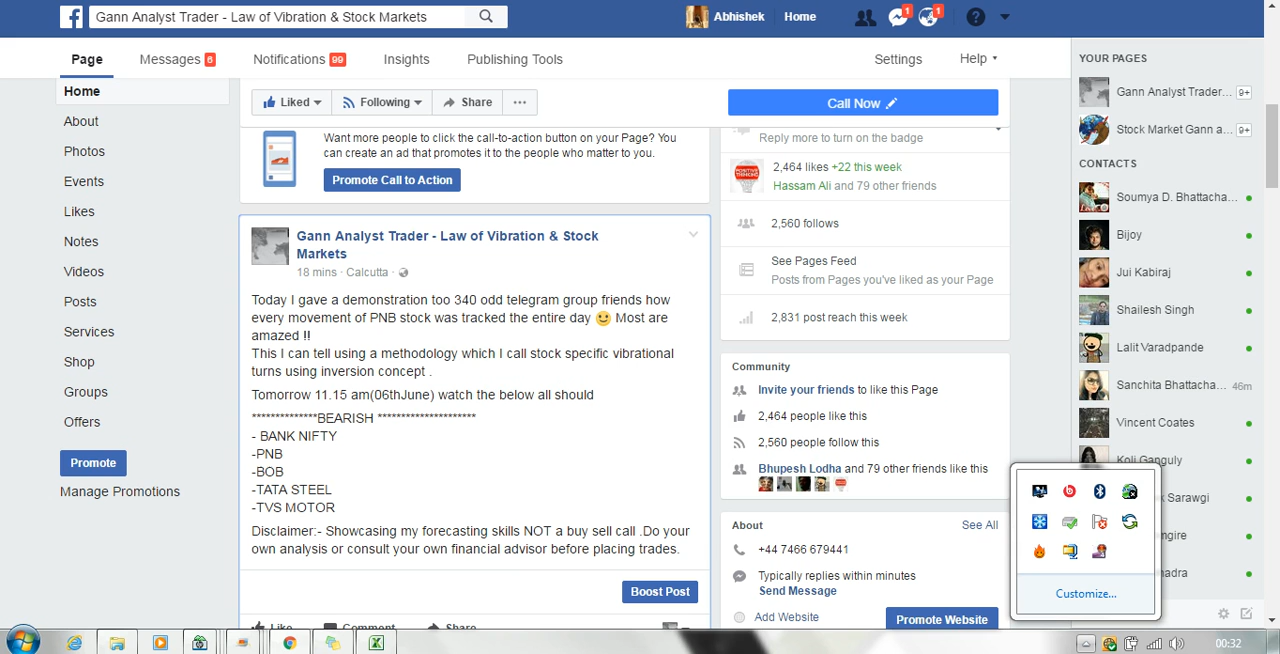 Gann Analyst Trader - Law of Vibration & Stock Markets
Abhishek
Home
1
1
Page
Messages 6
Notifications 99
Insights
Publishing Tools
Settings
Help
Home
About
Photos
Events
Likes
Notes
Videos
Posts
Services
Shop
Groups
Offers
Promote
Manage Promotions
Liked
Following
Share
Call Now
Want more people to click the call-to-action button on your Page? You
can create an ad that promotes it to the people who matter to you.
Promote Call to Action
Gann Analyst Trader - Law of Vibration & Stock
Markets
18 mins · Calcutta ·
Today I gave a demonstration too 340 odd telegram group friends how
every movement of PNB stock was tracked the entire day Most are
amazed !!
This I can tell using a methodology which I call stock specific vibrational
turns using inversion concept .
Tomorrow 11.15 am(06thJune) watch the below all should
**************BEARISH *********************
- BANK NIFTY
-PNB
-BOB
-TATA STEEL
-TVS MOTOR
Disclaimer:- Showcasing my forecasting skills NOT a buy sell call .Do your
own analysis or consult your own financial advisor before placing trades.
Boost Post
Like
Comment
Share
Reply more to turn on the badge
2,464 likes +22 this week
Hassam Ali and 79 other friends
2,560 follows
See Pages Feed
Posts from Pages you've liked as your Page
2,831 post reach this week
Community
Invite your friends to like this Page
2,464 people like this
2,560 people follow this
Bhupesh Lodha and 79 other friends like this
About
See All
+44 7466 679441
Typically replies within minutes
Send Message
Add Website
Promote Website
YOUR PAGES
Gann Analyst Trader... 9+
Stock Market Gann a... 9+
CONTACTS
Soumya D. Bhattacha...
Bijoy
Jui Kabiraj
Shailesh Singh
Lalit Varadpande
Sanchita Bhattacha... 46m
Vincent Coates
Koli Ganguly
Sarawgi
Customize...
00:32